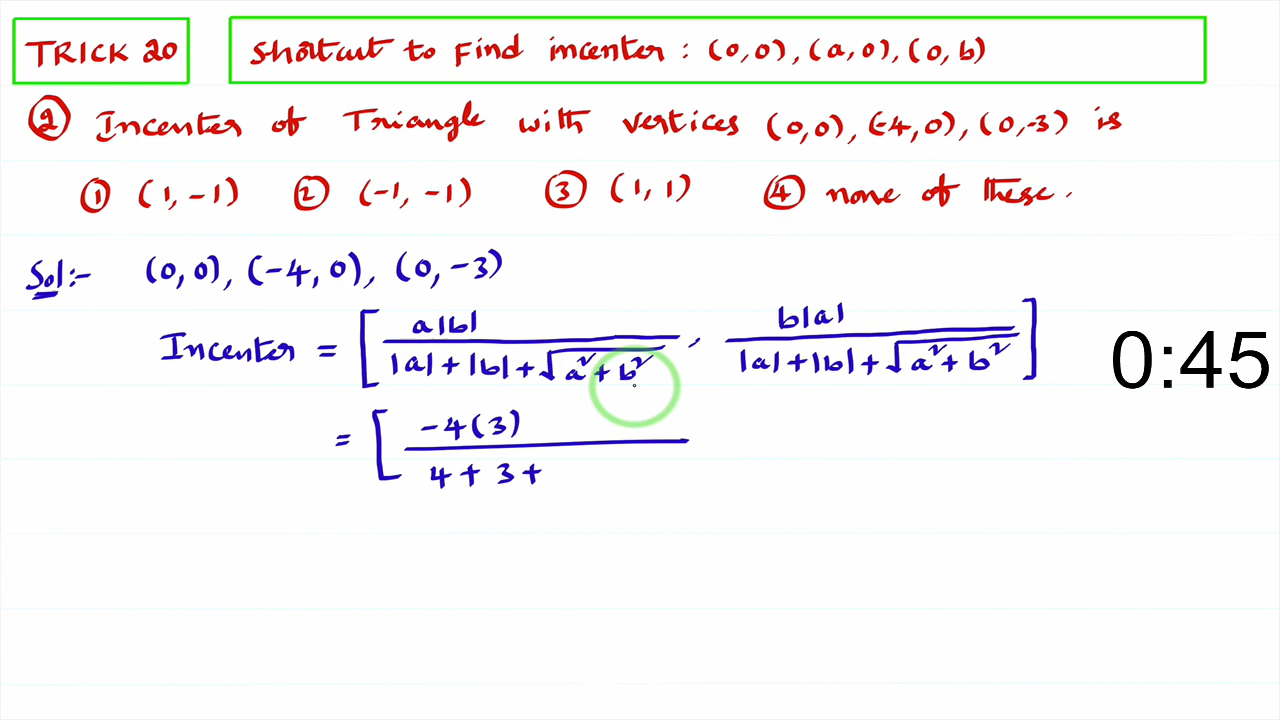 TRICK 20
Shortcut to Find incenter : (0,0), (a,0), (0,b)
② Incenter of Triangle with vertices (0,0), (-4,0), (0,-3) is
① (1,-1) ② (-1,-1) ③ (1,1) ④ none of these.
Sol:- (0,0), (-4,0), (0,-3)
Incenter = [ a|b| / |a|+|b|+√a²+b² , b|a| / |a|+|b|+√a²+b² ]
0:45
= [ -4(3) / 4+3+